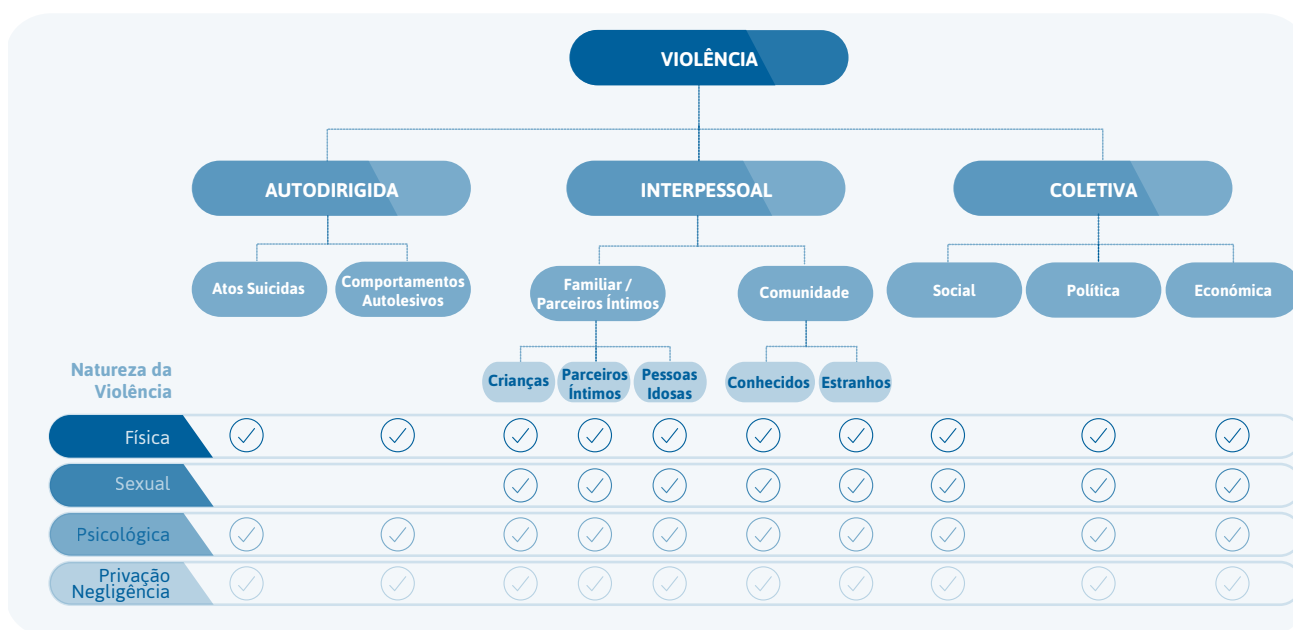 VIOLÊNCIA
AUTODIRIGIDA
INTERPESSOAL
COLETIVA
Atos Suicidas
Comportamentos
Autolesivos
Familiar /
Parceiros Íntimos
Comunidade
Social
Política
Económica
Crianças
Parceiros
Íntimos
Pessoas
Idosas
Conhecidos
Estranhos
Natureza da
Violência
Física
Sexual
Psicológica
Privação
Negligência